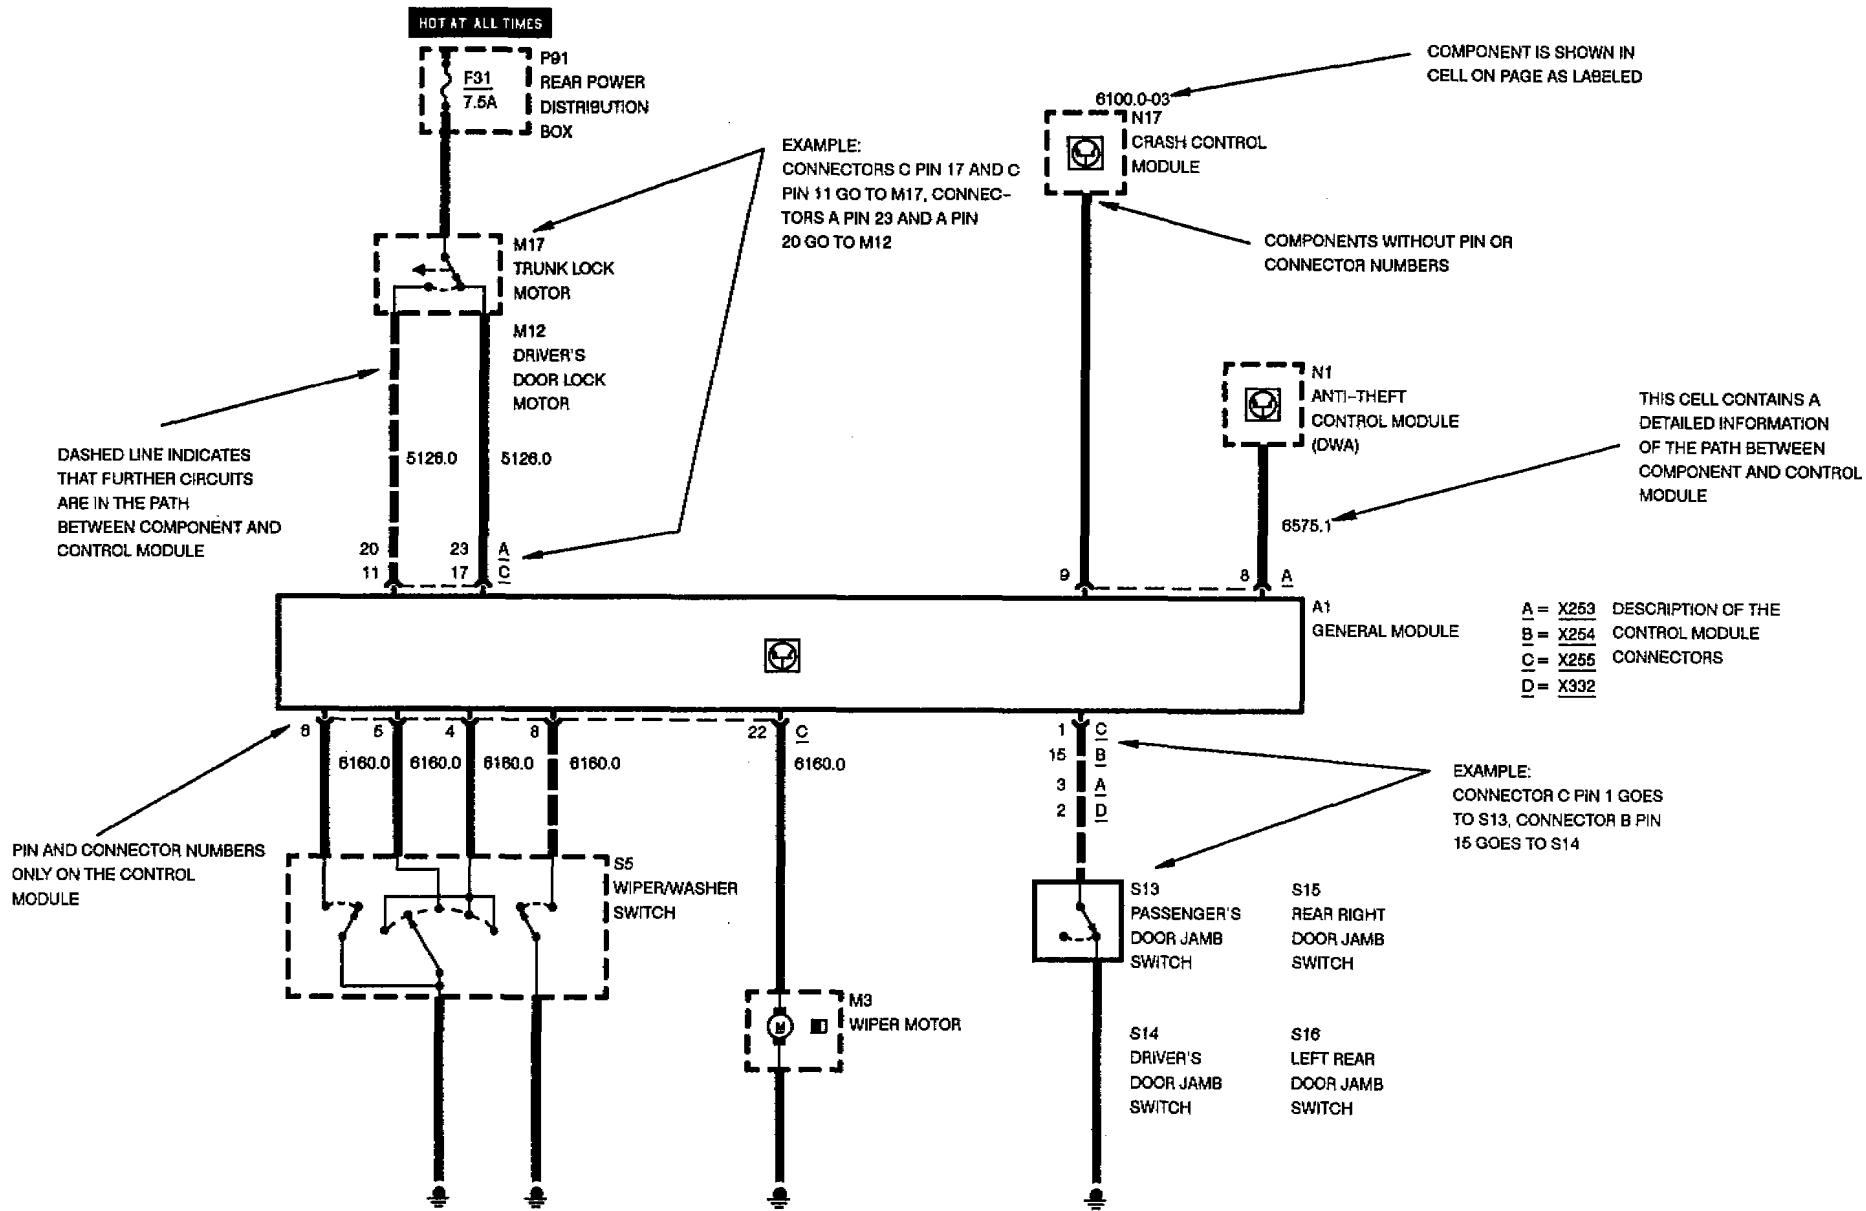 HOT AT ALL TIMES
P91
REAR POWER
DISTRIBUTION
BOX
F31
7.5A
COMPONENT IS SHOWN IN
CELL ON PAGE AS LABELED
6100.0-03
N17
CRASH CONTROL
MODULE
EXAMPLE:
CONNECTORS C PIN 17 AND C
PIN 11 GO TO M17, CONNEC-
TORS A PIN 23 AND A PIN
20 GO TO M12
M17
TRUNK LOCK
MOTOR
COMPONENTS WITHOUT PIN OR
CONNECTOR NUMBERS
M12
DRIVER'S
DOOR LOCK
MOTOR
N1
ANTI-THEFT
CONTROL MODULE
(DWA)
THIS CELL CONTAINS A
DETAILED INFORMATION
OF THE PATH BETWEEN
COMPONENT AND CONTROL
MODULE
DASHED LINE INDICATES
THAT FURTHER CIRCUITS
ARE IN THE PATH
BETWEEN COMPONENT AND
CONTROL MODULE
5126.0 5126.0
6575.1
20 23 A
11 17 C
9 8 A
A1
GENERAL MODULE
A = X253 DESCRIPTION OF THE
B = X254 CONTROL MODULE
C = X255 CONNECTORS
D = X332
6 5 4 8 22 C
6160.0 6160.0 6160.0 6160.0 6160.0
1 C
15 B
3 A
2 D
EXAMPLE:
CONNECTOR C PIN 1 GOES
TO S13, CONNECTOR B PIN
15 GOES TO S14
PIN AND CONNECTOR NUMBERS
ONLY ON THE CONTROL
MODULE
S5
WIPER/WASHER
SWITCH
S13
PASSENGER'S
DOOR JAMB
SWITCH
S15
REAR RIGHT
DOOR JAMB
SWITCH
M3
WIPER MOTOR
M
S14
DRIVER'S
DOOR JAMB
SWITCH
S16
LEFT REAR
DOOR JAMB
SWITCH